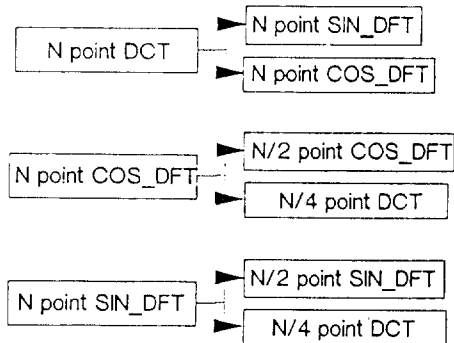 N point SIN_DFT
N point DCT
N point COS_DFT
N/2 point COS_DFT
N point COS_DFT
N/4 point DCT
N/2 point SIN_DFT
N point SIN_DFT
N/4 point DCT